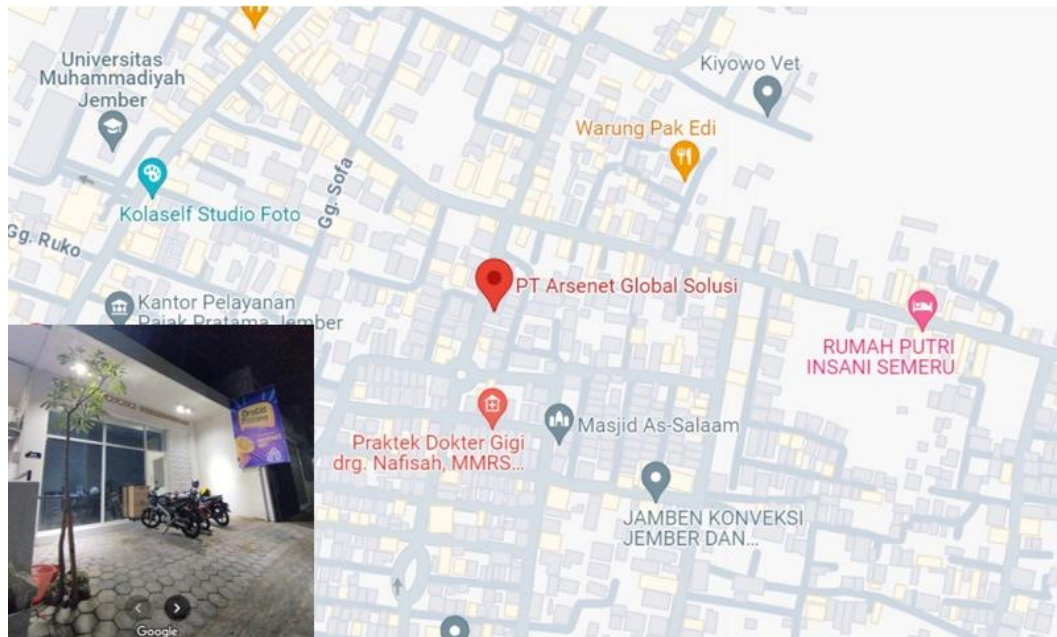 Universitas
Muhammadiyah
Jember
Kiyowo Vet
Warung Pak Edi
Kolaself Studio Foto
Gg. Sofa
Gg. Ruko
PT Arsenet Global Solusi
Kantor Pelayanan
Pajak Pratama Jember
RUMAH PUTRI
INSANI SEMERU
Praktek Dokter Gigi
drg. Nafisah, MMRS...
Masjid As-Salaam
JAMBEN KONVEKSI
JEMBER DAN...
Google